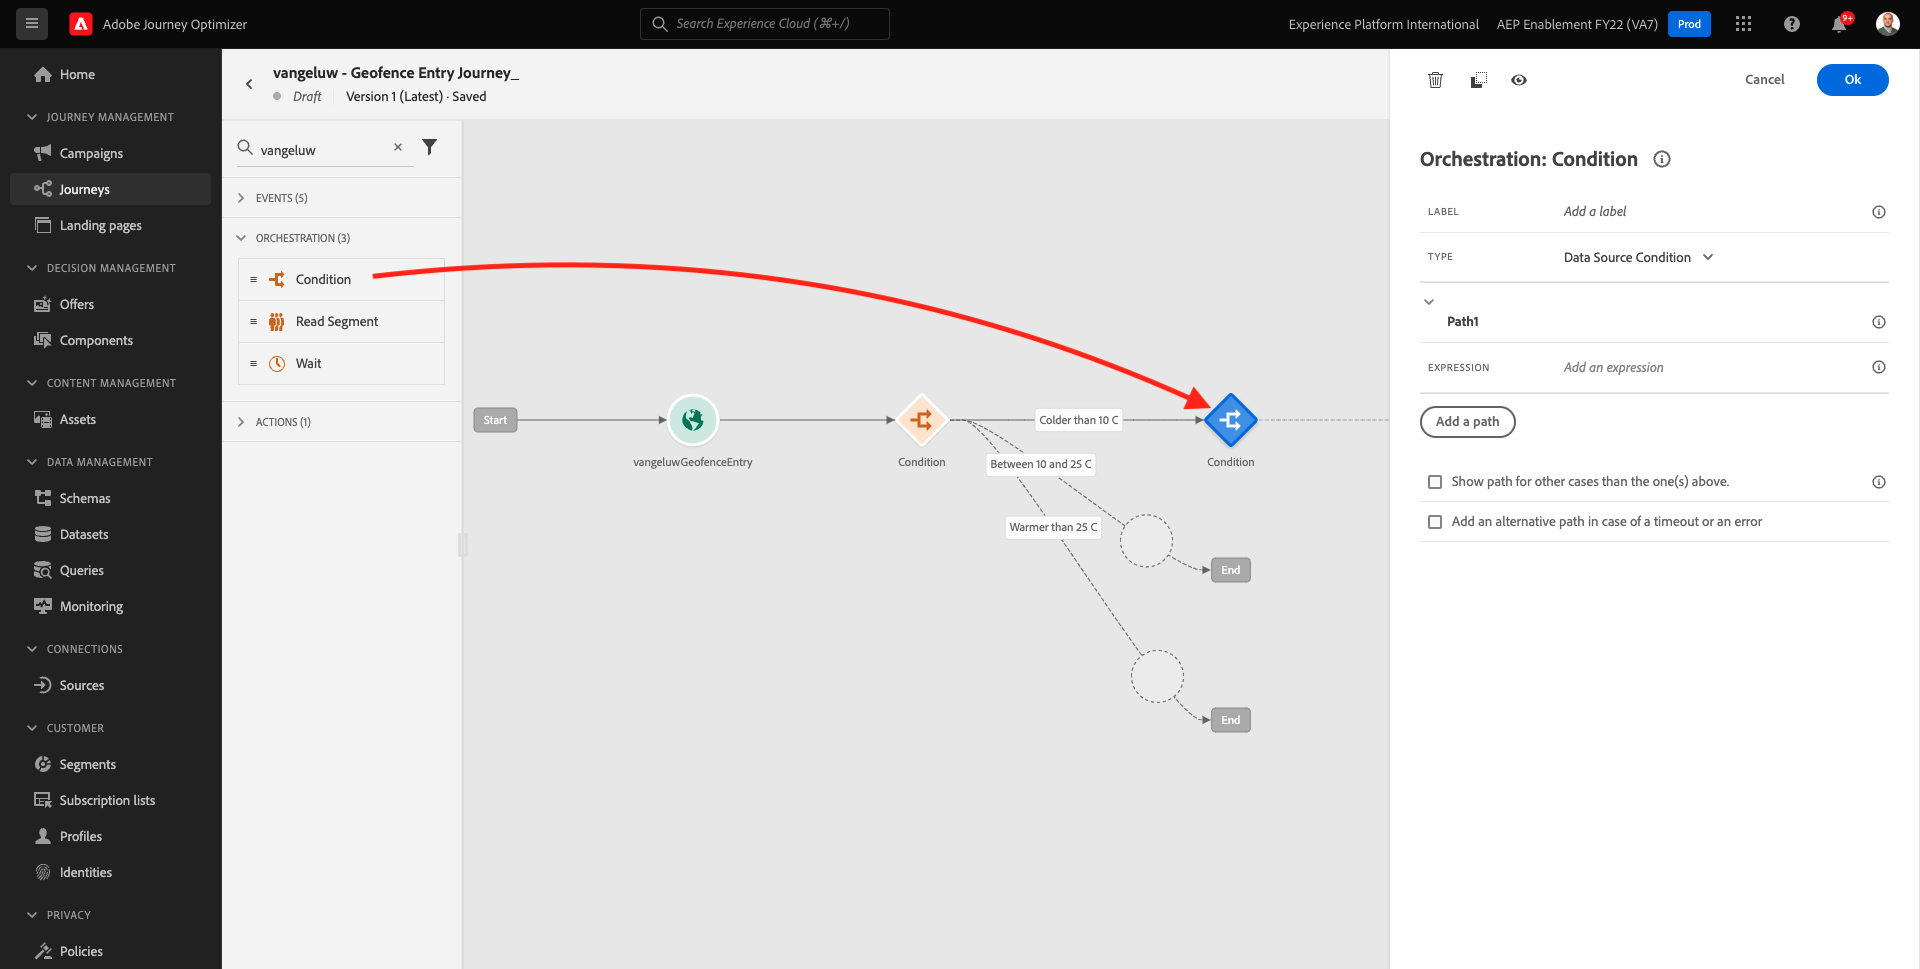 Adobe Journey Optimizer
Search Experience Cloud (⌘+/)
Experience Platform International
AEP Enablement FY22 (VA7)
Prod
9+
Home
JOURNEY MANAGEMENT
Campaigns
Journeys
Landing pages
DECISION MANAGEMENT
Offers
Components
CONTENT MANAGEMENT
Assets
DATA MANAGEMENT
Schemas
Datasets
Queries
Monitoring
CONNECTIONS
Sources
CUSTOMER
Segments
Subscription lists
Profiles
Identities
PRIVACY
Policies
vangeluw - Geofence Entry Journey_
Draft
Version 1 (Latest) · Saved
vangeluw
EVENTS (5)
ORCHESTRATION (3)
Condition
Read Segment
Wait
ACTIONS (1)
Start
vangeluwGeofenceEntry
Condition
Colder than 10 C
Between 10 and 25 C
Warmer than 25 C
Condition
End
End
Cancel
Ok
Orchestration: Condition
LABEL
Add a label
TYPE
Data Source Condition
Path1
EXPRESSION
Add an expression
Add a path
Show path for other cases than the one(s) above.
Add an alternative path in case of a timeout or an error